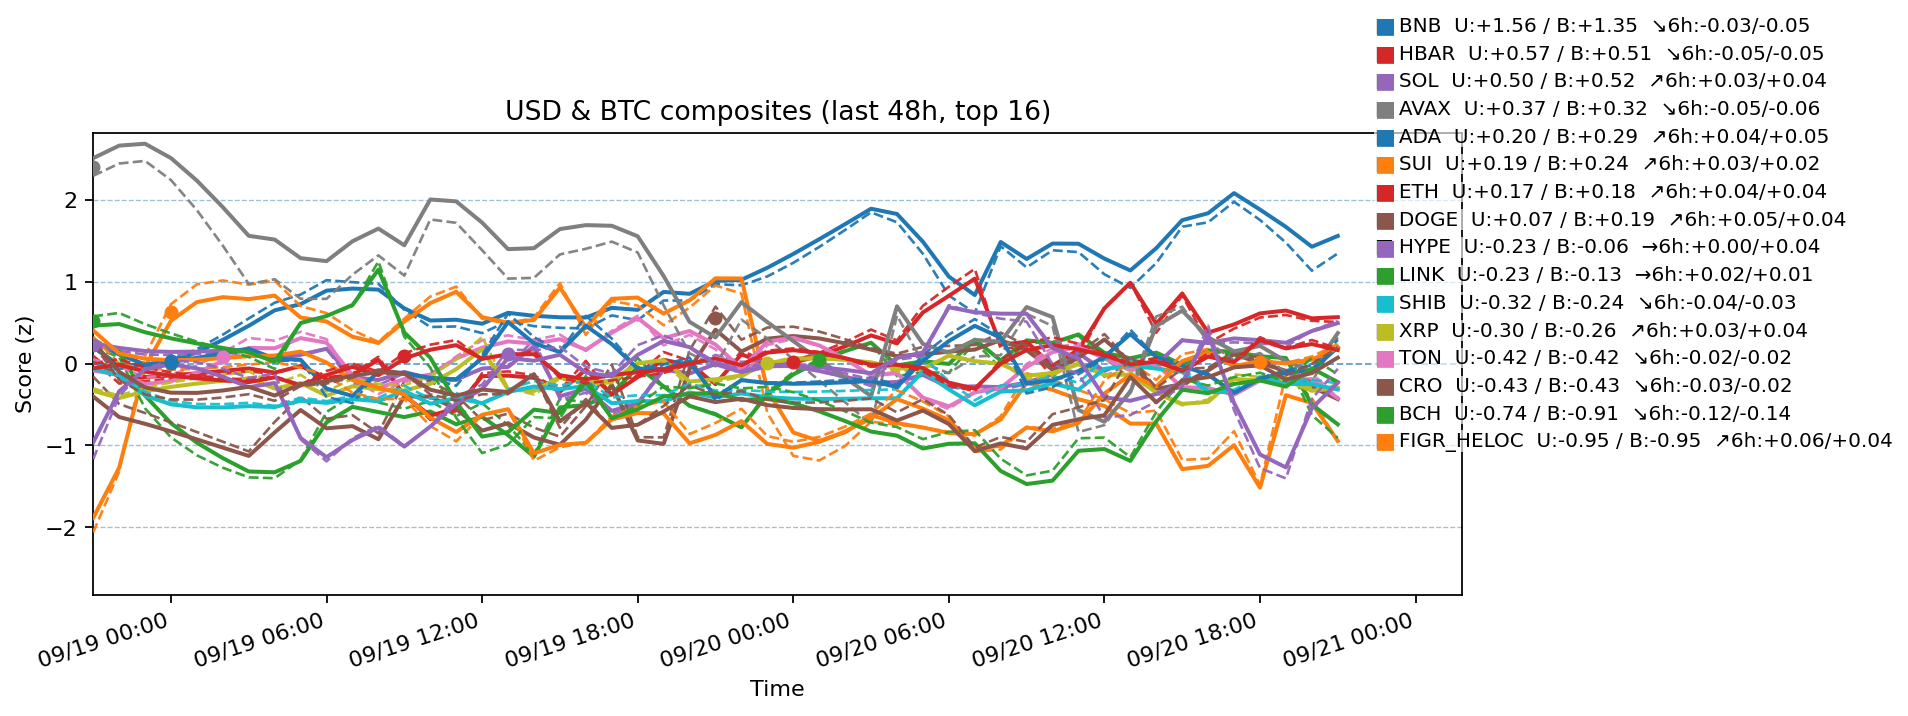 BNB  U:+1.56 / B:+1.35  ↘6h:-0.03/-0.05
HBAR  U:+0.57 / B:+0.51  ↘6h:-0.05/-0.05
SOL  U:+0.50 / B:+0.52  ↗6h:+0.03/+0.04
AVAX  U:+0.37 / B:+0.32  ↘6h:-0.05/-0.06
ADA  U:+0.20 / B:+0.29  ↗6h:+0.04/+0.05
SUI  U:+0.19 / B:+0.24  ↗6h:+0.03/+0.02
ETH  U:+0.17 / B:+0.18  ↗6h:+0.04/+0.04
DOGE  U:+0.07 / B:+0.19  ↗6h:+0.05/+0.04
HYPE  U:-0.23 / B:-0.06  →6h:+0.00/+0.04
LINK  U:-0.23 / B:-0.13  →6h:+0.02/+0.01
SHIB  U:-0.32 / B:-0.24  ↘6h:-0.04/-0.03
XRP  U:-0.30 / B:-0.26  ↗6h:+0.03/+0.04
TON  U:-0.42 / B:-0.42  ↘6h:-0.02/-0.02
CRO  U:-0.43 / B:-0.43  ↘6h:-0.03/-0.02
BCH  U:-0.74 / B:-0.91  ↘6h:-0.12/-0.14
FIGR_HELOC  U:-0.95 / B:-0.95  ↗6h:+0.06/+0.04
USD & BTC composites (last 48h, top 16)
Score (z)
2
1
0
−1
−2
09/19 00:00
09/19 06:00
09/19 12:00
09/19 18:00
09/20 00:00
09/20 06:00
09/20 12:00
09/20 18:00
09/21 00:00
Time